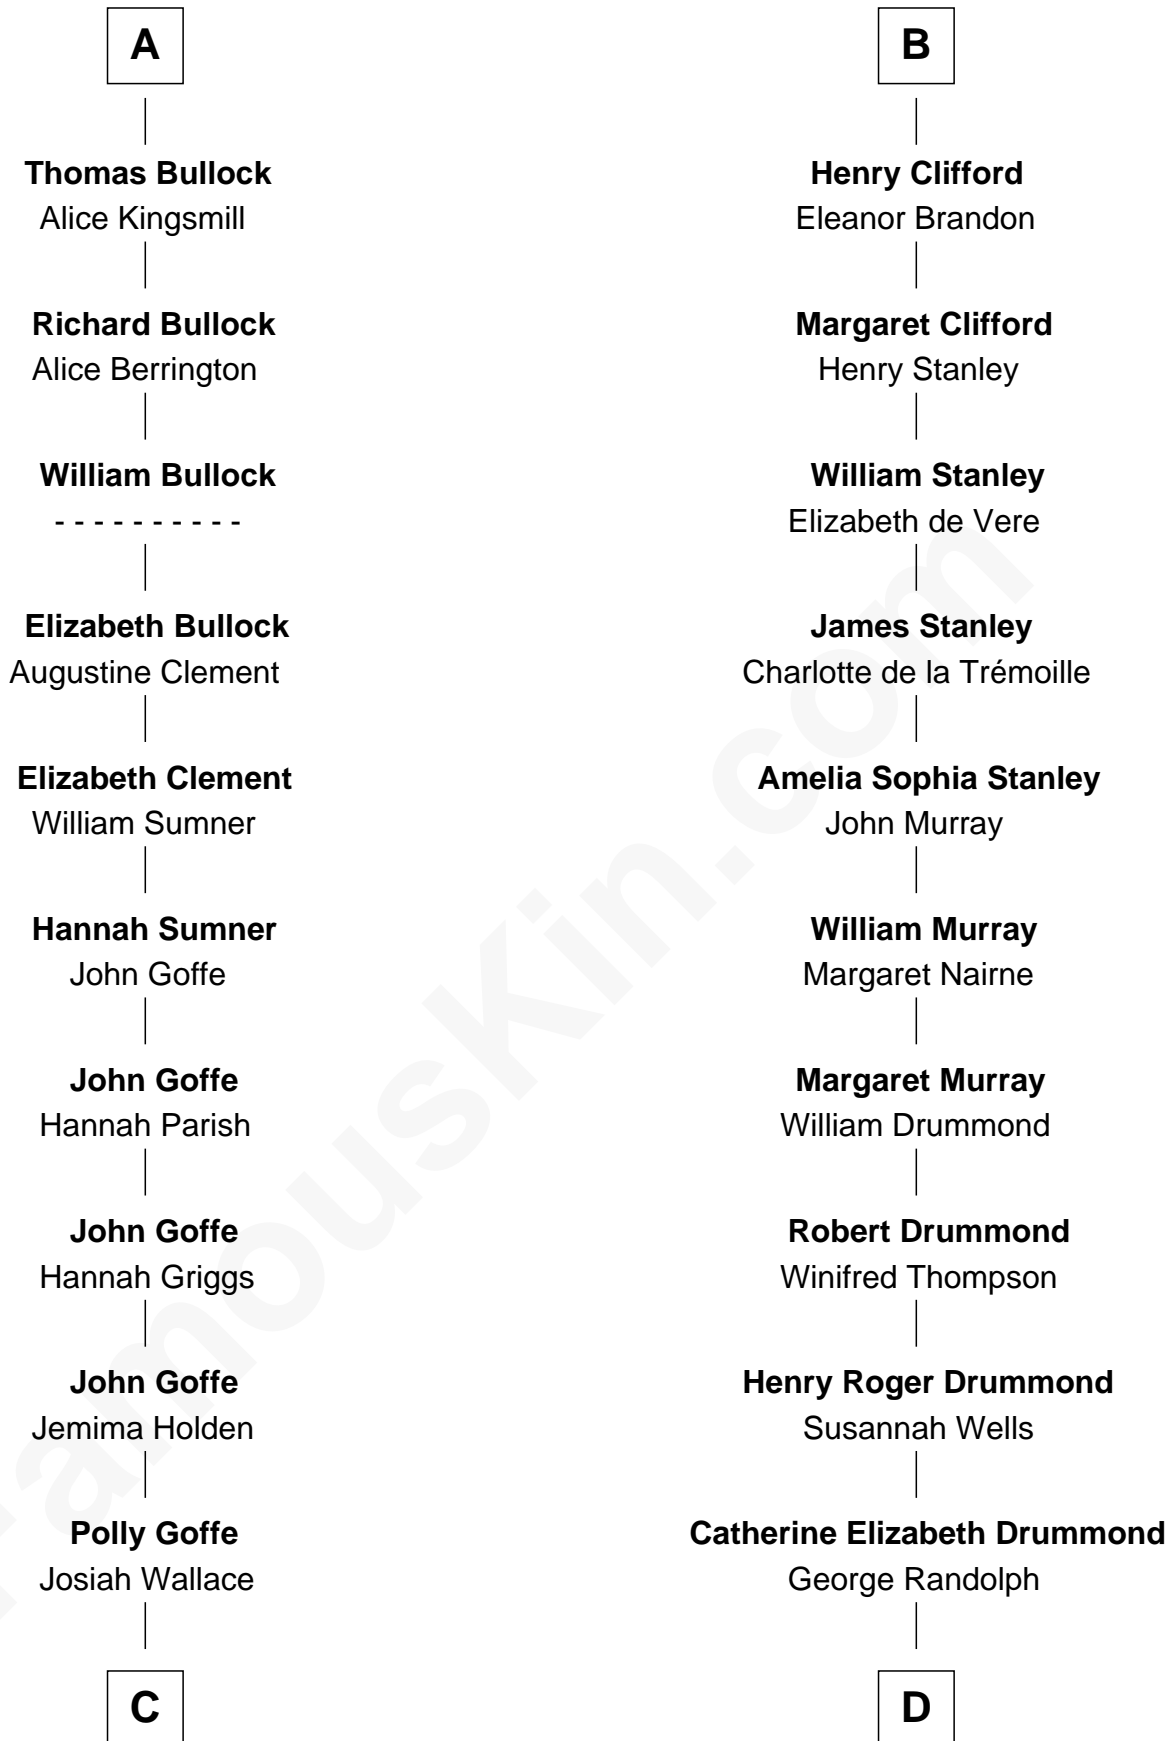 A
Thomas Bullock
Alice Kingsmill
Richard Bullock
Alice Berrington
William Bullock
- - - - - - - - - -
Elizabeth Bullock
Augustine Clement
Elizabeth Clement
William Sumner
Hannah Sumner
John Goffe
John Goffe
Hannah Parish
John Goffe
Hannah Griggs
John Goffe
Jemima Holden
Polly Goffe
Josiah Wallace
C
B
Henry Clifford
Eleanor Brandon
Margaret Clifford
Henry Stanley
William Stanley
Elizabeth de Vere
James Stanley
Charlotte de la Trémoille
Amelia Sophia Stanley
John Murray
William Murray
Margaret Nairne
Margaret Murray
William Drummond
Robert Drummond
Winifred Thompson
Henry Roger Drummond
Susannah Wells
Catherine Elizabeth Drummond
George Randolph
D
FamousKin.com